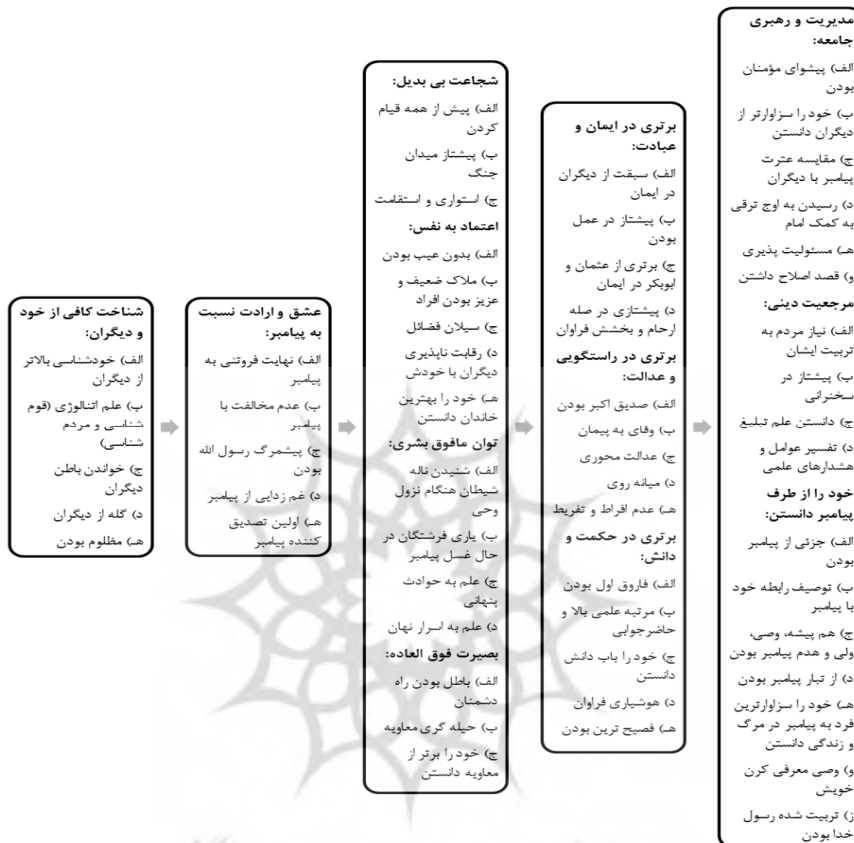 شناخت کافی از خود
و دیگران:
الف) خودشناسی بالاتر
از دیگران
ب) علم اتنالوژی (قوم
شناسی و مردم
شناسی)
ج) خواندن باطن
دیگران
د) گله از دیگران
هـ) مظلوم بودن
عشق و ارادت نسبت
به پیامبر:
الف) نهایت فروتنی به
پیامبر
ب) عدم مخالفت با
پیامبر
ج) پیشمرگ رسول الله
بودن
د) غم زدایی از پیامبر
هـ) اولین تصدیق
کننده پیامبر
شجاعت بی بدیل:
الف) پیش از همه قیام
کردن
ب) پیشتاز میدان
جنگ
ج) استواری و استقامت
اعتماد به نفس:
الف) بدون عیب بودن
ب) ملاک ضعیف و
عزیز بودن افراد
ج) سیلان فضائل
د) رقابت ناپذیری
دیگران با خودش
هـ) خود را بهترین
خاندان دانستن
توان مافوق بشری:
الف) شنیدن ناله
شیطان هنگام نزول
وحی
ب) یاری فرشتگان در
حال غسل پیامبر
ج) علم به حوادث
پنهانی
د) علم به اسرار نهان
بصیرت فوق العاده:
الف) باطل بودن راه
دشمنان
ب) حیله گری معاویه
ج) خود را برتر از
معاویه دانستن
برتری در ایمان و
عبادت:
الف) سبقت از دیگران
در ایمان
ب) پیشتاز در عمل
بودن
ج) برتری از عثمان و
ابوبکر در ایمان
د) پیشتازی در صله
ارحام و بخشش فراوان
برتری در راستگویی
و عدالت:
الف) صدیق اکبر بودن
ب) وفای به پیمان
ج) عدالت محوری
د) میانه روی
هـ) عدم افراط و تفریط
برتری در حکمت و
دانش:
الف) فاروق اول بودن
ب) مرتبه علمی بالا و
حاضرجوابی
ج) خود را باب دانش
دانستن
د) هوشیاری فراوان
هـ) فصیح ترین بودن
مدیریت و رهبری
جامعه:
الف) پیشوای مؤمنان
بودن
ب) خود را سزاوارتر از
دیگران دانستن
ج) مقایسه عترت
پیامبر با دیگران
د) رسیدن به اوج ترقی
به کمک امام
هـ) مسئولیت پذیری
و) قصد اصلاح داشتن
مرجعیت دینی:
الف) نیاز مردم به
تربیت ایشان
ب) پیشتاز در
سخنرانی
ج) دانستن علم تبلیغ
د) تفسیر عوامل و
هشدارهای علمی
خود را از طرف
پیامبر دانستن:
الف) جزئی از پیامبر
بودن
ب) توصیف رابطه خود
با پیامبر
ج) هم پیشه، وصی،
ولی و هدم پیامبر بودن
د) از تبار پیامبر بودن
هـ) خود را سزاوارترین
فرد به پیامبر در مرگ
و زندگی دانستن
و) وصی معرفی کرن
خویش
ز) تربیت شده رسول
خدا بودن